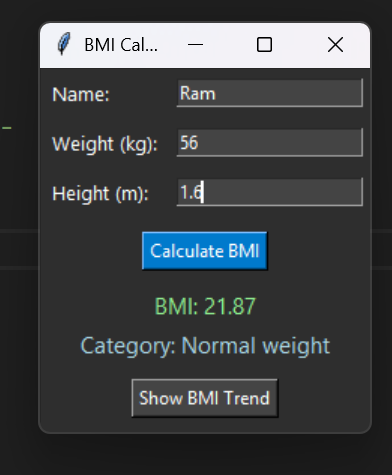 BMI Cal...
Name: Ram
Weight (kg): 56
Height (m): 1.6
Calculate BMI
BMI: 21.87
Category: Normal weight
Show BMI Trend